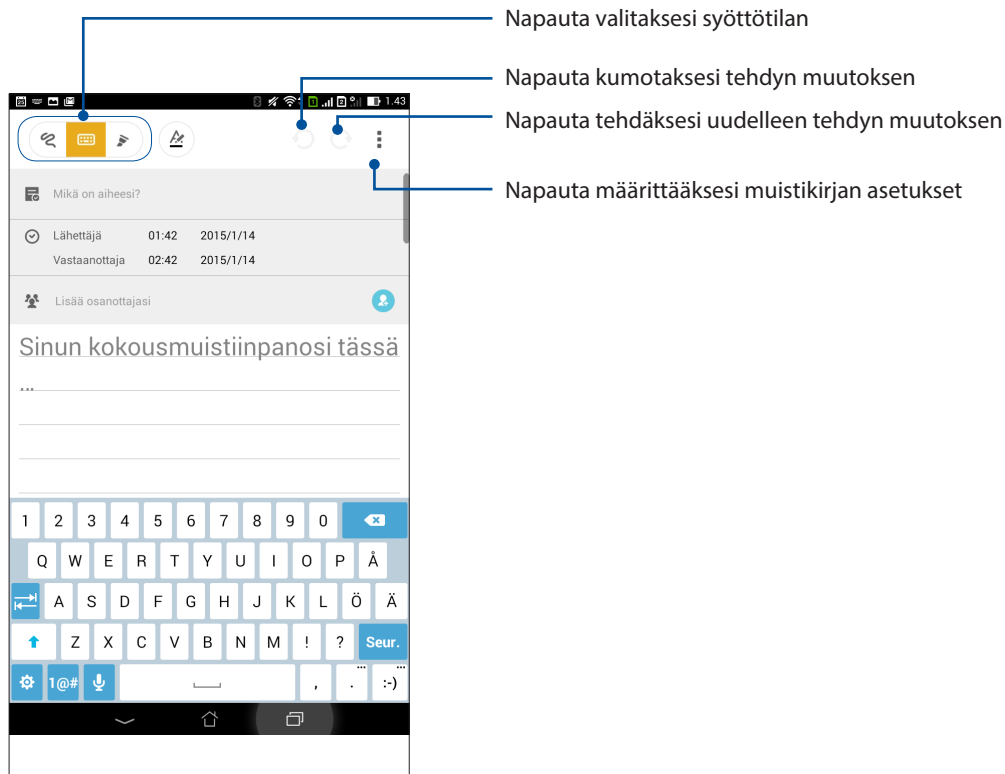 Napauta valitaksesi syöttötilan
Napauta kumotaksesi tehdyn muutoksen
Napauta tehdäksesi uudelleen tehdyn muutoksen
Napauta määrittääksesi muistikirjan asetukset
1.43
Mikä on aiheesi?
Lähettäjä 01:42 2015/1/14
Vastaanottaja 02:42 2015/1/14
Lisää osanottajasi
Sinun kokousmuistiinpanosi tässä
...
1 2 3 4 5 6 7 8 9 0
Q W E R T Y U I O P Å
A S D F G H J K L Ö Ä
Z X C V B N M ! ? Seur.
1@# , . :-)